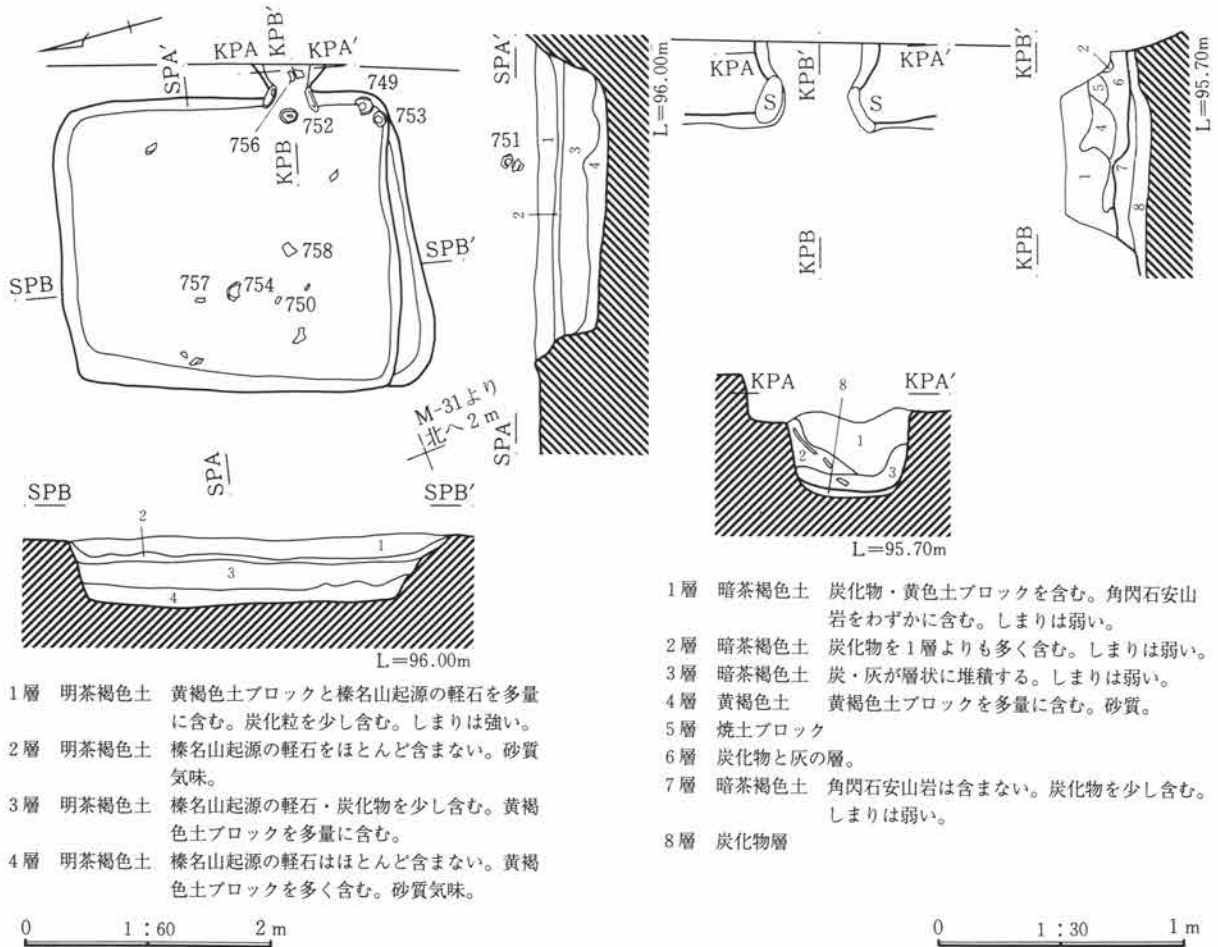 SPA′
KPA
KPB′
KPA′
749
753
752
756
KPB
758
757
754
750
SPB
SPB′
SPA
M-31より
北へ2m
SPA′
L=96.00m
751
1
3
4
2
SPA
KPA
KPB′
KPA′
S
S
KPB
KPB′
L=95.70m
2
5
6
4
1
7
8
KPB
SPB
SPB′
2
1
3
4
L=96.00m
KPA
8
KPA′
1
2
3
L=95.70m
1層 明茶褐色土 黄褐色土ブロックと榛名山起源の軽石を多量
に含む。炭化粒を少し含む。しまりは強い。
2層 明茶褐色土 榛名山起源の軽石をほとんど含まない。砂質
気味。
3層 明茶褐色土 榛名山起源の軽石・炭化物を少し含む。黄褐
色土ブロックを多量に含む。
4層 明茶褐色土 榛名山起源の軽石はほとんど含まない。黄褐
色土ブロックを多く含む。砂質気味。
0 1:60 2m
1層 暗茶褐色土 炭化物・黄色土ブロックを含む。角閃石安山
岩をわずかに含む。しまりは弱い。
2層 暗茶褐色土 炭化物を1層よりも多く含む。しまりは弱い。
3層 暗茶褐色土 炭・灰が層状に堆積する。しまりは弱い。
4層 黄褐色土 黄褐色土ブロックを多量に含む。砂質。
5層 焼土ブロック
6層 炭化物と灰の層。
7層 暗茶褐色土 角閃石安山岩は含まない。炭化物を少し含む。
しまりは弱い。
8層 炭化物層
0 1:30 1m